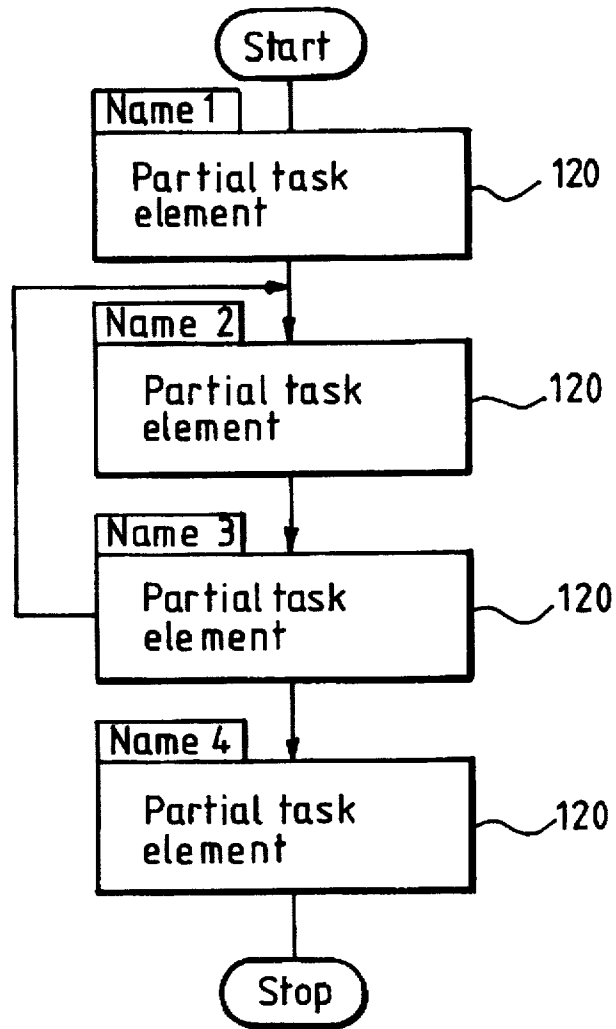 Start
Name 1
Partial task
element
120
Name 2
Partial task
element
120
Name 3
Partial task
element
120
Name 4
Partial task
element
120
Stop